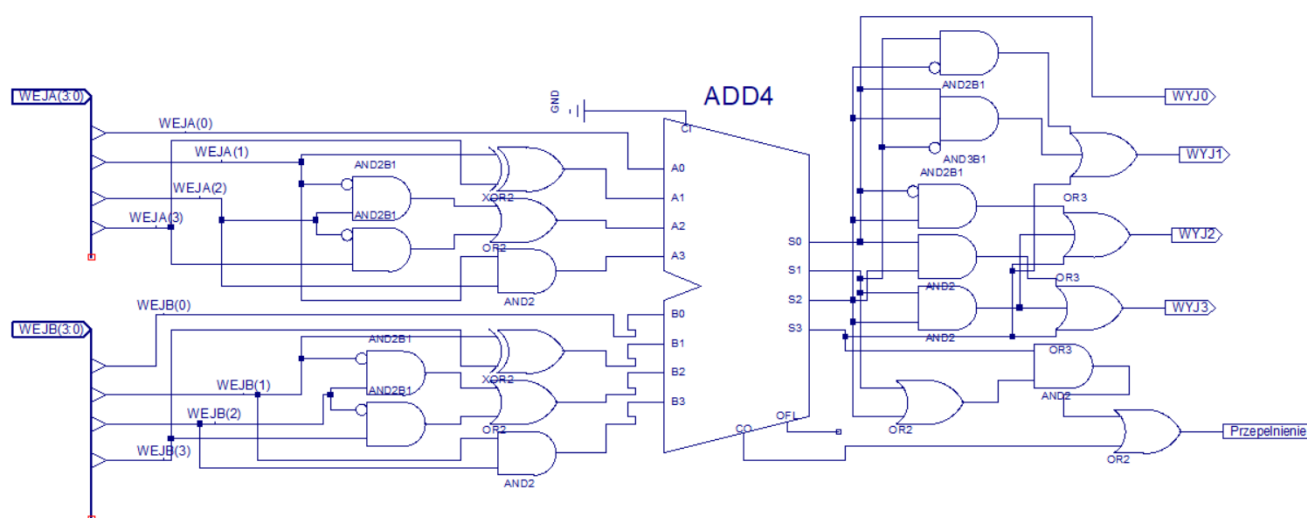 WEJA(3:0)
WEJA(0)
WEJA(1)
WEJA(2)
WEJA(3)
AND2B1
AND2B1
XOR2
OR2
AND2
WEJB(3:0)
WEJB(0)
WEJB(1)
WEJB(2)
WEJB(3)
AND2B1
AND2B1
XOR2
OR2
AND2
GND
ADD4
CI
A0
A1
A2
A3
B0
B1
B2
B3
S0
S1
S2
S3
OFL
CO
AND2B1
AND3B1
AND2B1
AND2
AND2
OR3
OR3
OR3
AND2
OR2
OR2
WYJ0
WYJ1
WYJ2
WYJ3
Przepelnienie